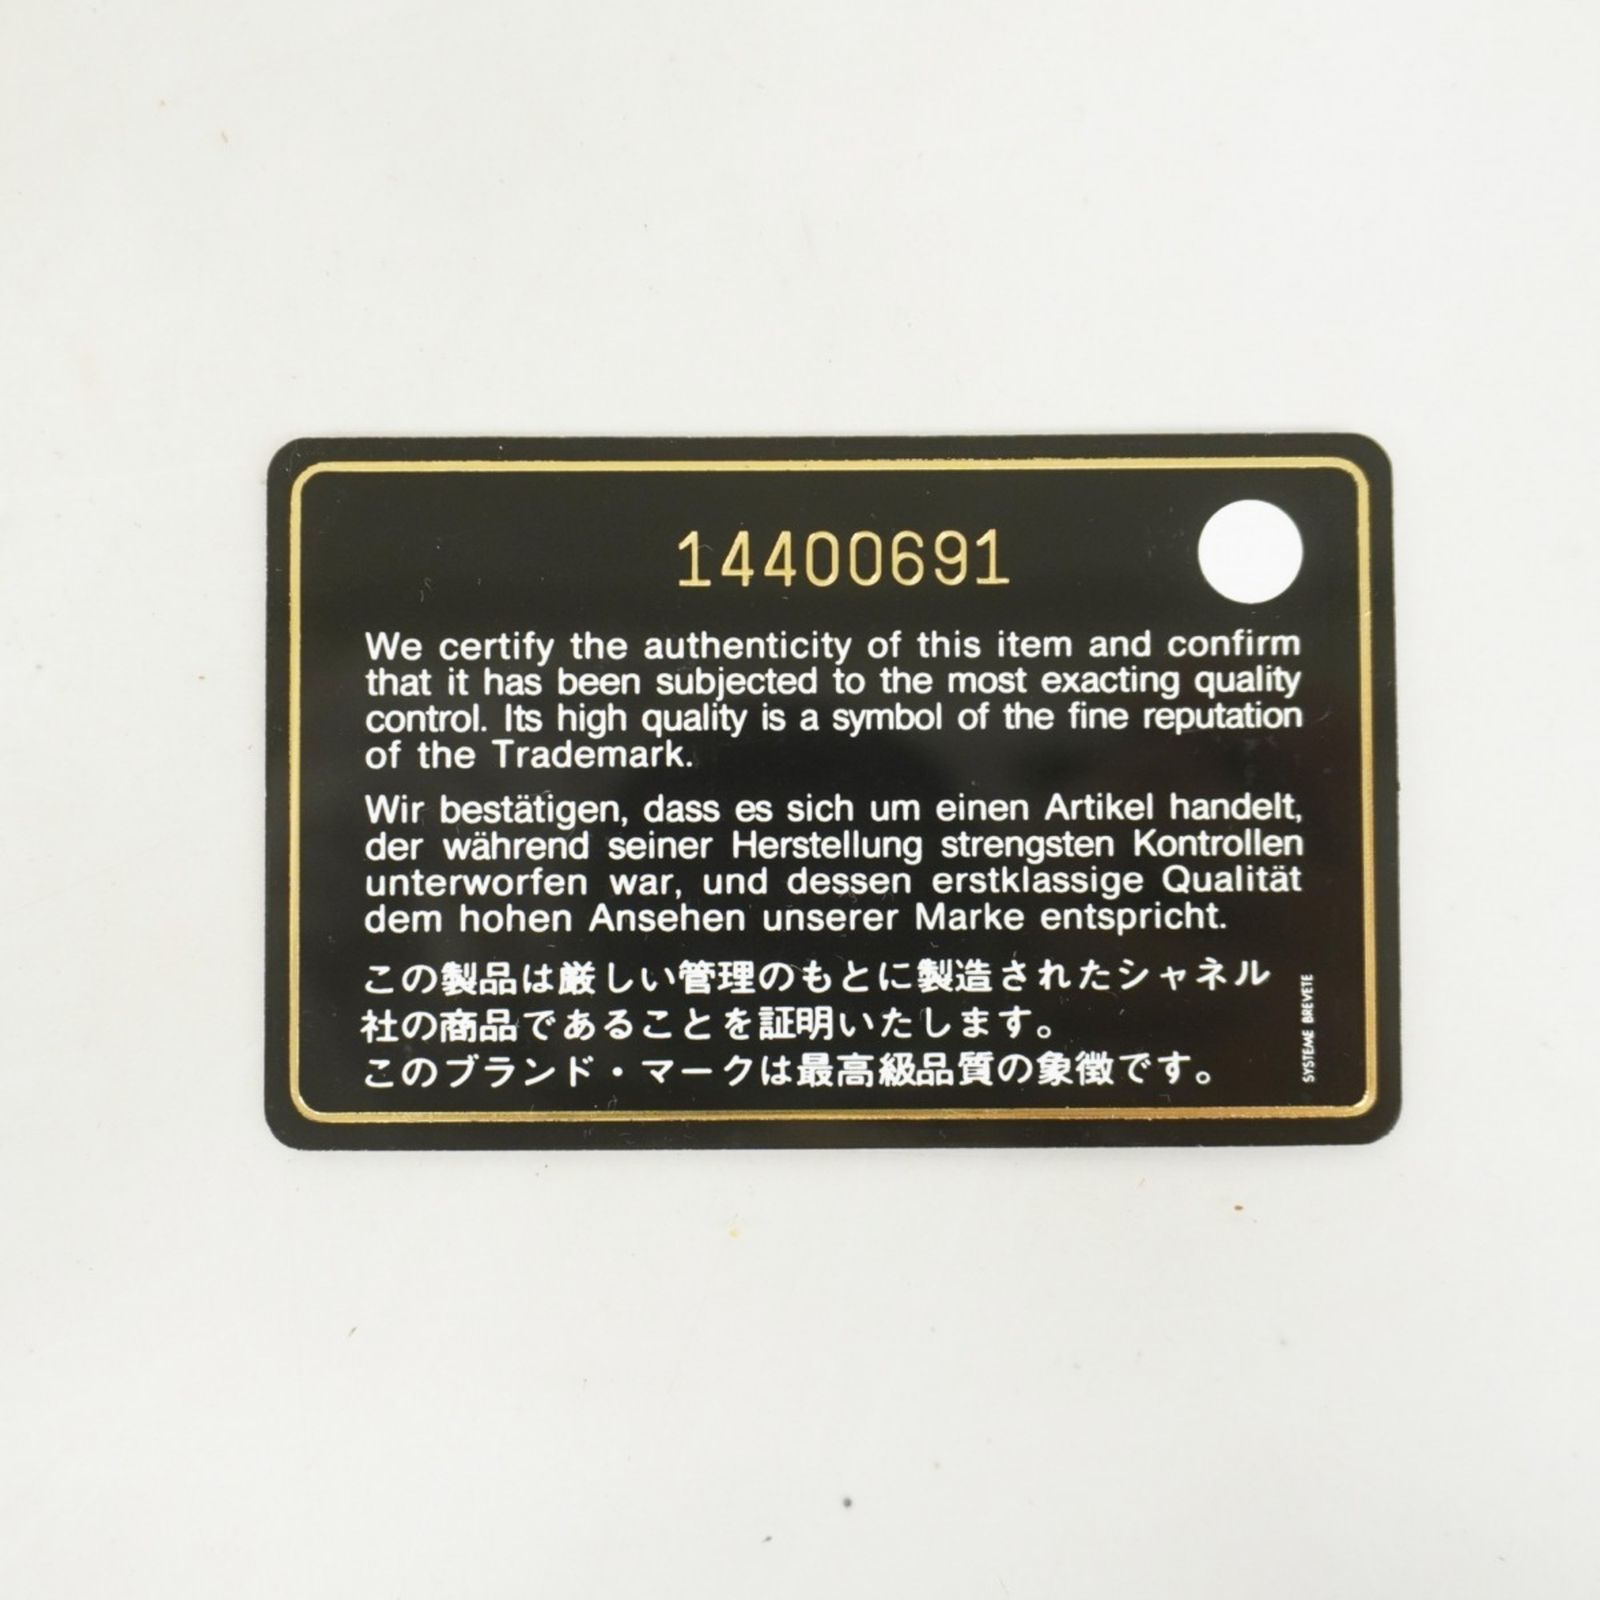 14400691
We certify the authenticity of this item and confirm
that it has been subjected to the most exacting quality
control. Its high quality is a symbol of the fine reputation
of the Trademark.
Wir bestätigen, dass es sich um einen Artikel handelt,
der während seiner Herstellung strengsten Kontrollen
unterworfen war, und dessen erstklassige Qualität
dem hohen Ansehen unserer Marke entspricht.
この製品は厳しい管理のもとに製造されたシャネル
社の商品であることを証明いたします。
このブランド・マークは最高級品質の象徴です。
SYSTEME BREVETE